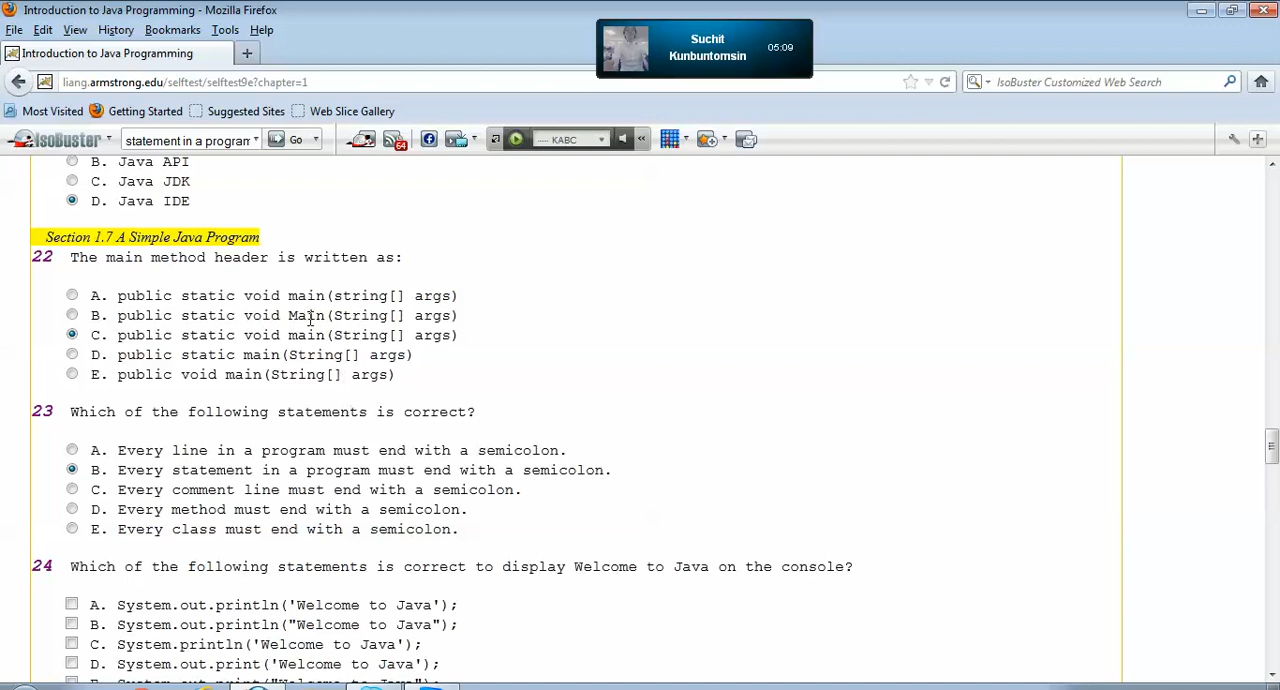 Introduction to Java Programming - Mozilla Firefox
File Edit View History Bookmarks Tools Help
Suchit
Kunbuntomsin
05:09
Introduction to Java Programming
liang.armstrong.edu/selftest/selftest9e?chapter=1
IsoBuster Customized Web Search
Most Visited Getting Started Suggested Sites Web Slice Gallery
IsoBuster statement in a program Go 64 KABC
B. Java API
C. Java JDK
D. Java IDE
Section 1.7 A Simple Java Program
22 The main method header is written as:
A. public static void main(string[] args)
B. public static void Main(String[] args)
C. public static void main(String[] args)
D. public static main(String[] args)
E. public void main(String[] args)
23 Which of the following statements is correct?
A. Every line in a program must end with a semicolon.
B. Every statement in a program must end with a semicolon.
C. Every comment line must end with a semicolon.
D. Every method must end with a semicolon.
E. Every class must end with a semicolon.
24 Which of the following statements is correct to display Welcome to Java on the console?
A. System.out.println('Welcome to Java');
B. System.out.println("Welcome to Java");
C. System.println('Welcome to Java');
D. System.out.print('Welcome to Java');